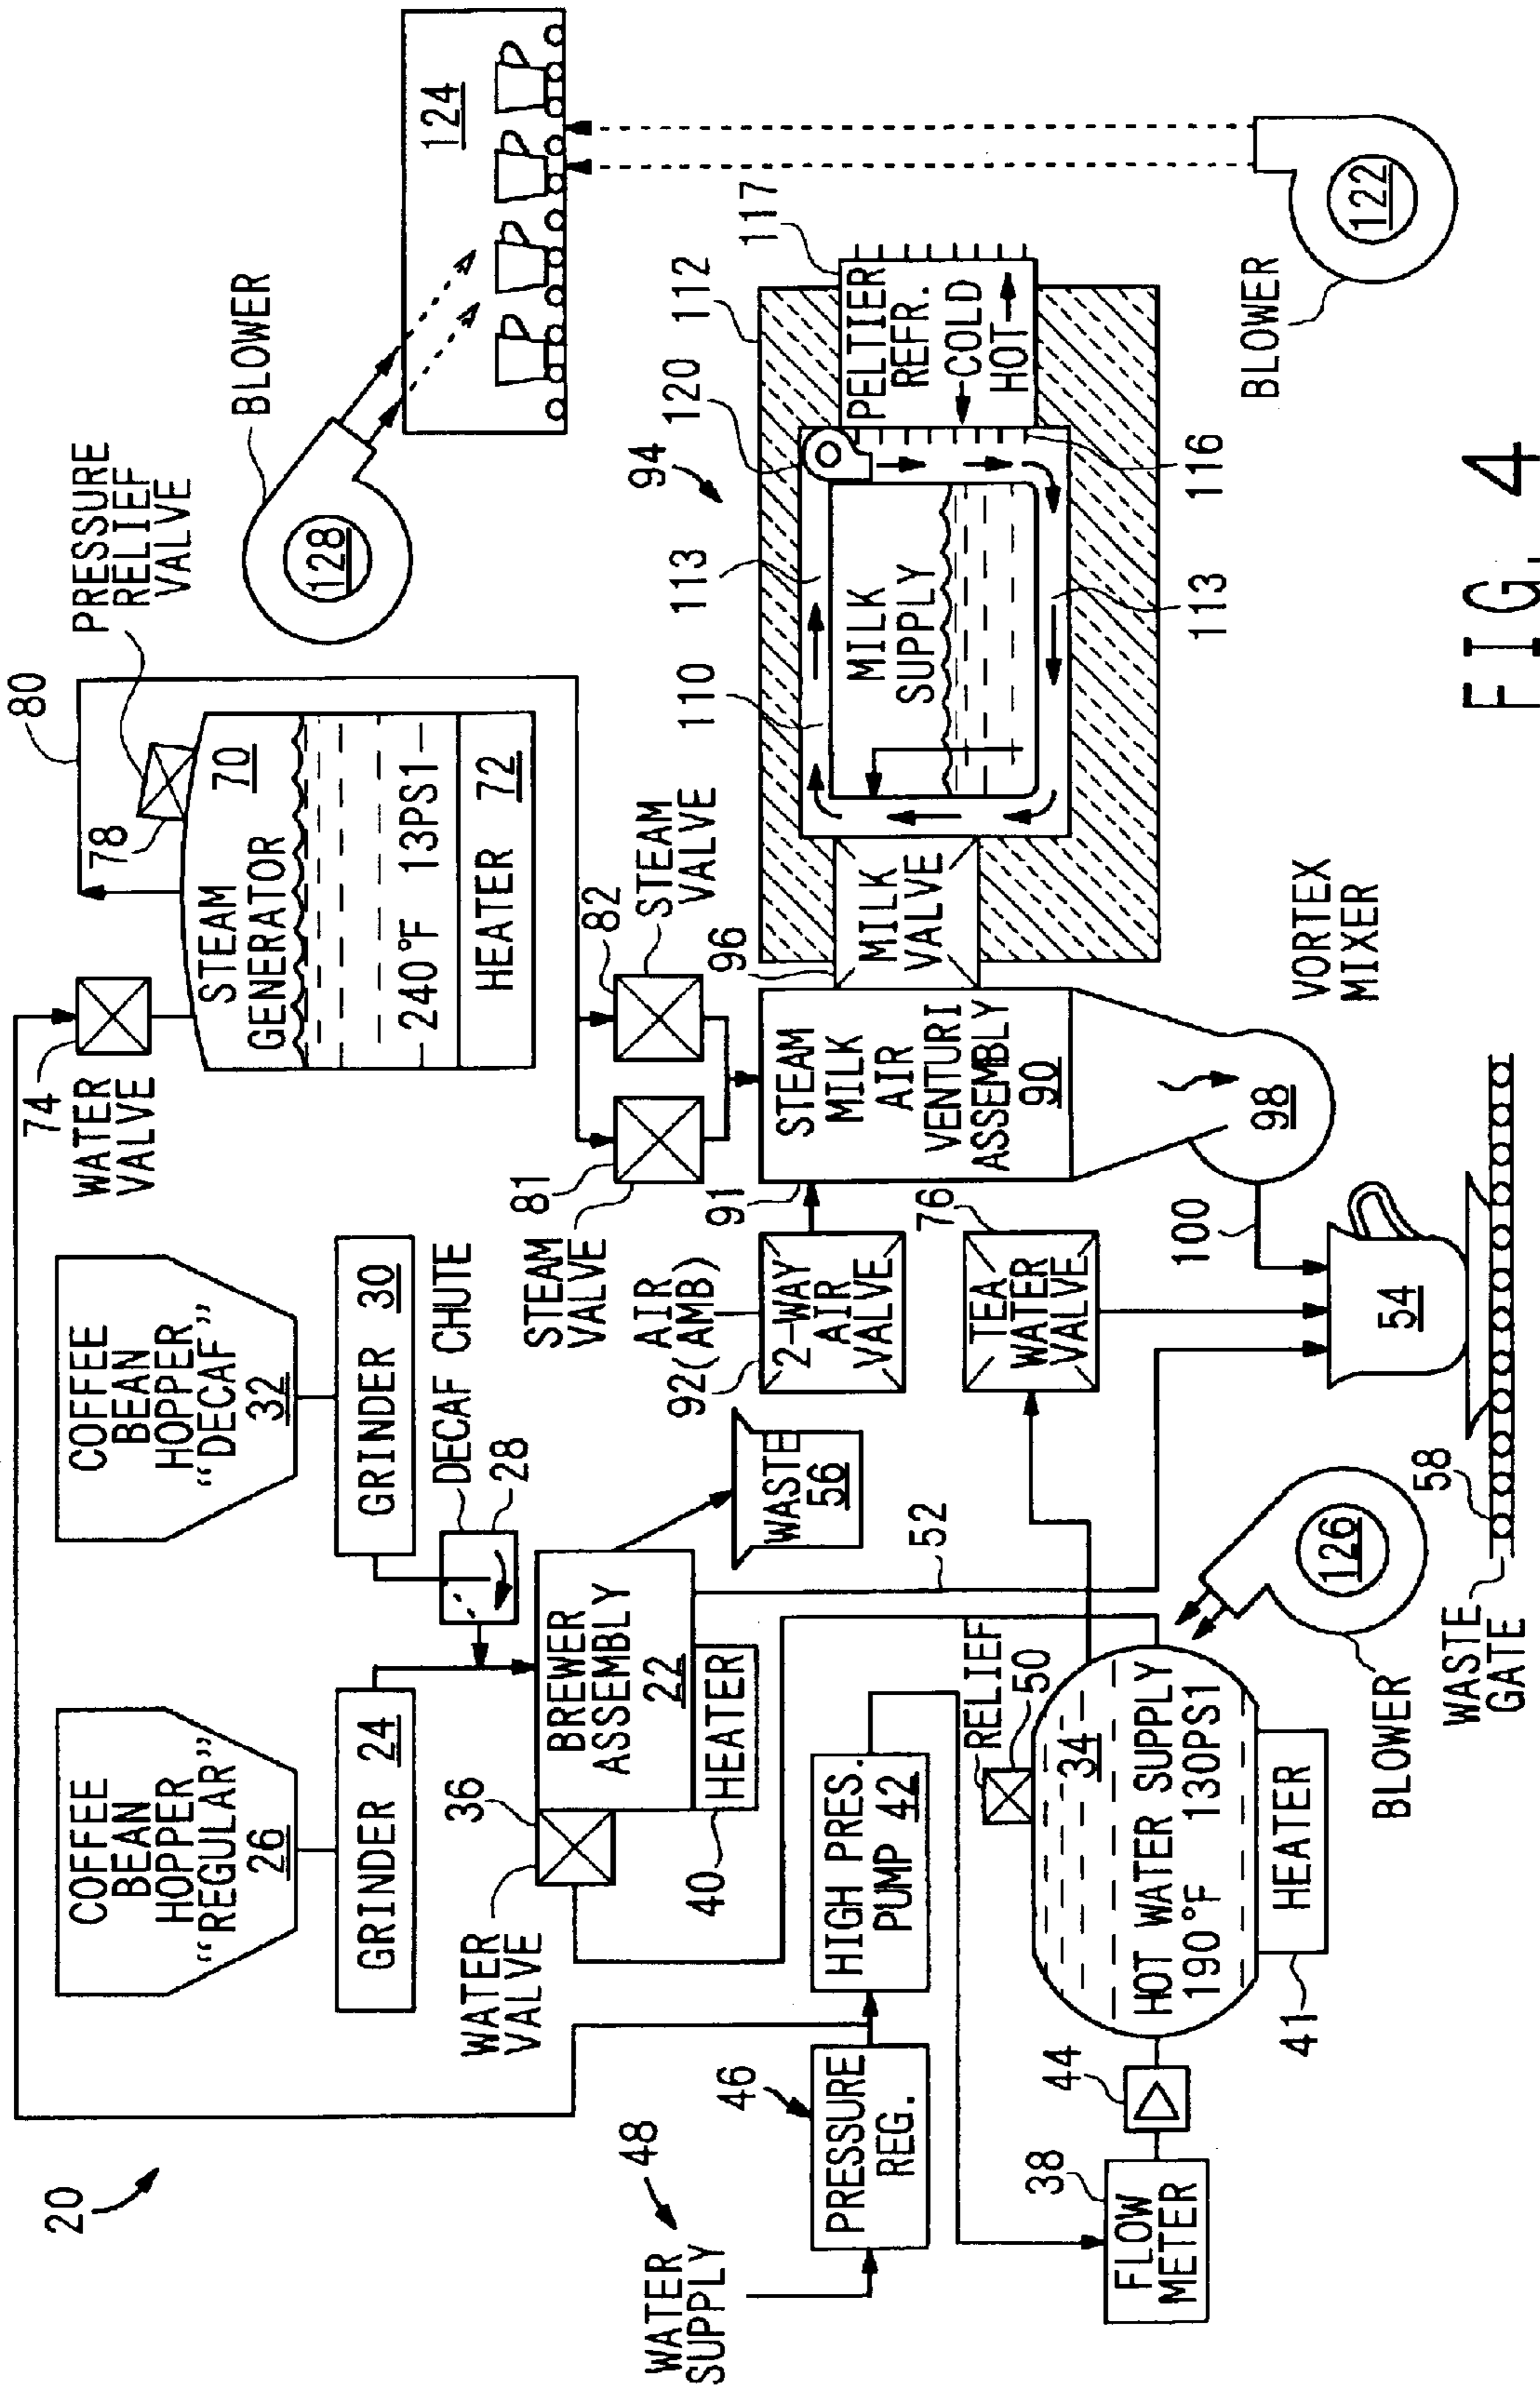 20
COFFEE
BEAN
HOPPER
“REGULAR”
26
COFFEE
BEAN
HOPPER
“DECAF”
32
GRINDER 24
GRINDER 30
DECAF CHUTE
28
74
WATER
VALVE
STEAM
GENERATOR
70
240°F 13PS1
HEATER 72
78
80
PRESSURE
RELIEF
VALVE
BLOWER
128
124
WATER
VALVE
36
BREWER
ASSEMBLY
22
HEATER
40
WASTE
56
52
81
STEAM
VALVE
82
STEAM
VALVE
AIR
(AMB)
92
2-WAY
AIR
VALVE
91
STEAM
MILK
AIR
VENTURI
ASSEMBLY
90
96
MILK
VALVE
94
110
113
MILK
SUPPLY
113
120
112
117
PELTIER
REFR.
COLD
HOT
116
WATER
SUPPLY
48
46
PRESSURE
REG.
HIGH PRES.
PUMP 42
RELIEF
50
TEA
WATER
VALVE
76
98
VORTEX
MIXER
100
54
38
FLOW
METER
44
34
HOT WATER SUPPLY
190°F 130PS1
HEATER
41
126
BLOWER
58
WASTE
GATE
122
BLOWER
FIG. 4